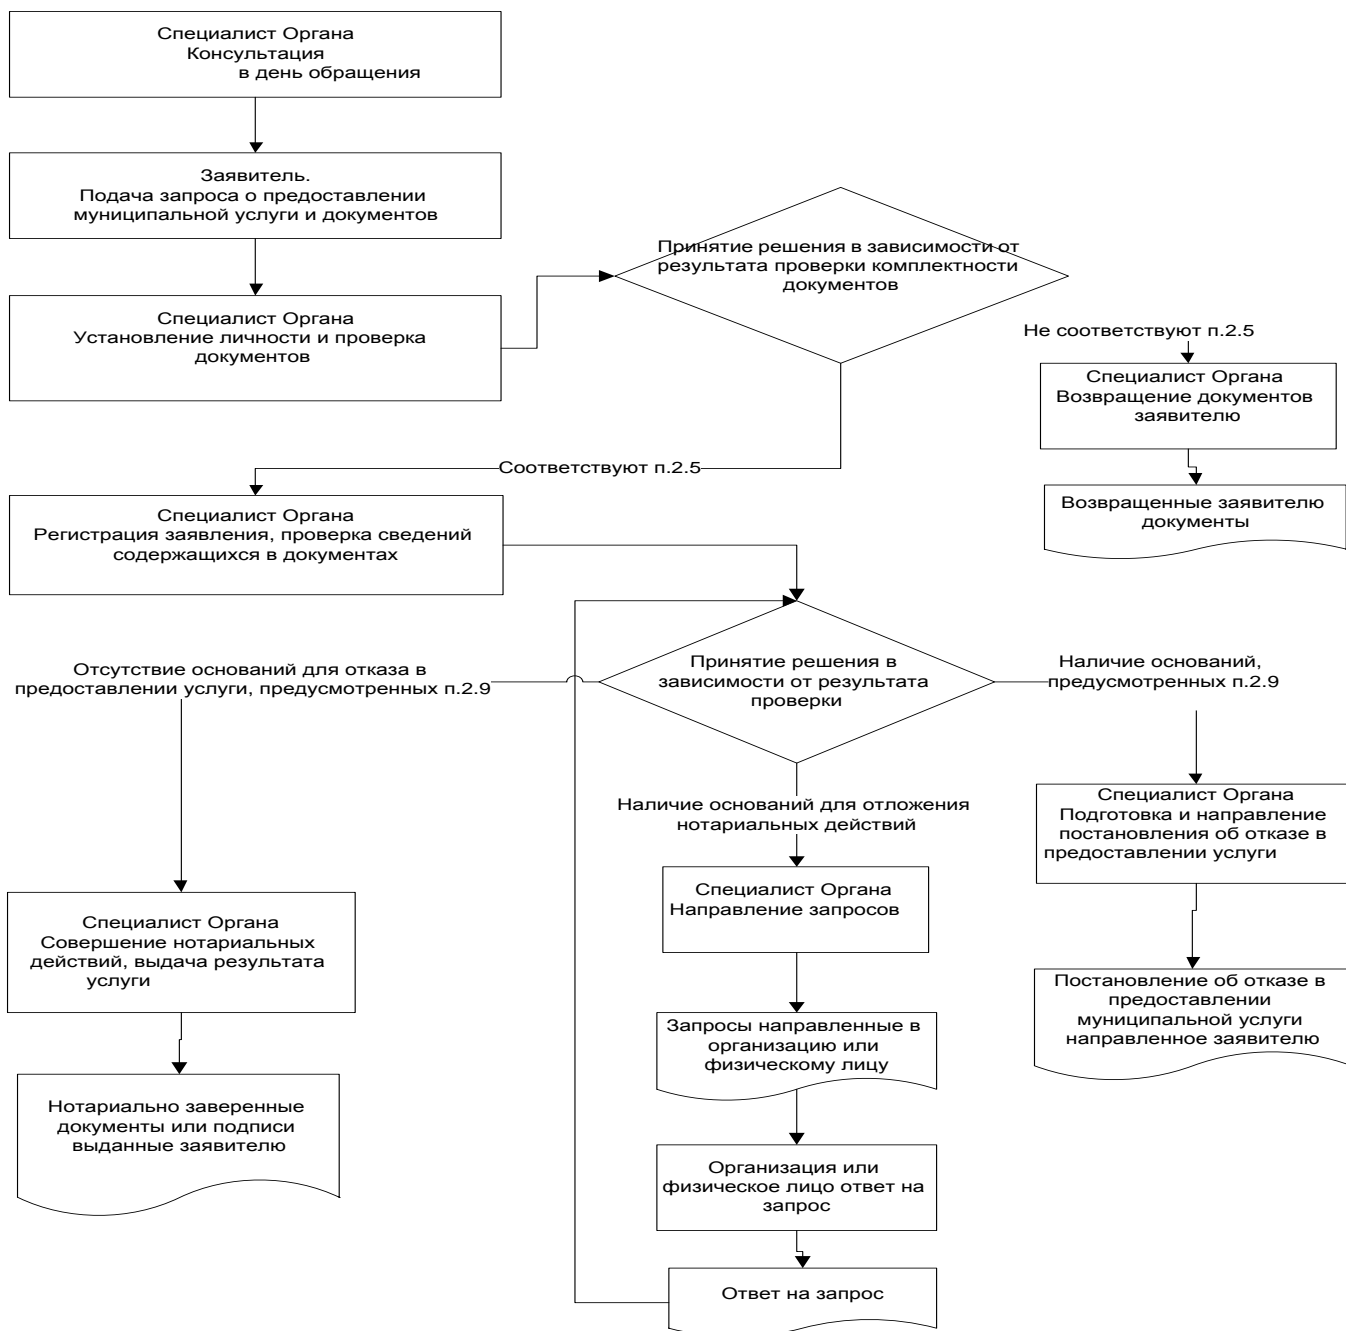 Специалист Органа
Консультация
в день обращения
Заявитель.
Подача запроса о предоставлении
муниципальной услуги и документов
Принятие решения в зависимости от
результата проверки комплектности
документов
Специалист Органа
Установление личности и проверка
документов
Не соответствуют п.2.5
Специалист Органа
Возвращение документов
заявителю
Соответствуют п.2.5
Возвращенные заявителю
документы
Специалист Органа
Регистрация заявления, проверка сведений
содержащихся в документах
Отсутствие оснований для отказа в
предоставлении услуги, предусмотренных п.2.9
Принятие решения в
зависимости от результата
проверки
Наличие оснований,
предусмотренных п.2.9
Наличие оснований для отложения
нотариальных действий
Специалист Органа
Подготовка и направление
постановления об отказе в
предоставлении услуги
Специалист Органа
Направление запросов
Специалист Органа
Совершение нотариальных
действий, выдача результата
услуги
Постановление об отказе в
предоставлении
муниципальной услуги
направленное заявителю
Запросы направленные в
организацию или
физическому лицу
Нотариально заверенные
документы или подписи
выданные заявителю
Организация или
физическое лицо ответ на
запрос
Ответ на запрос